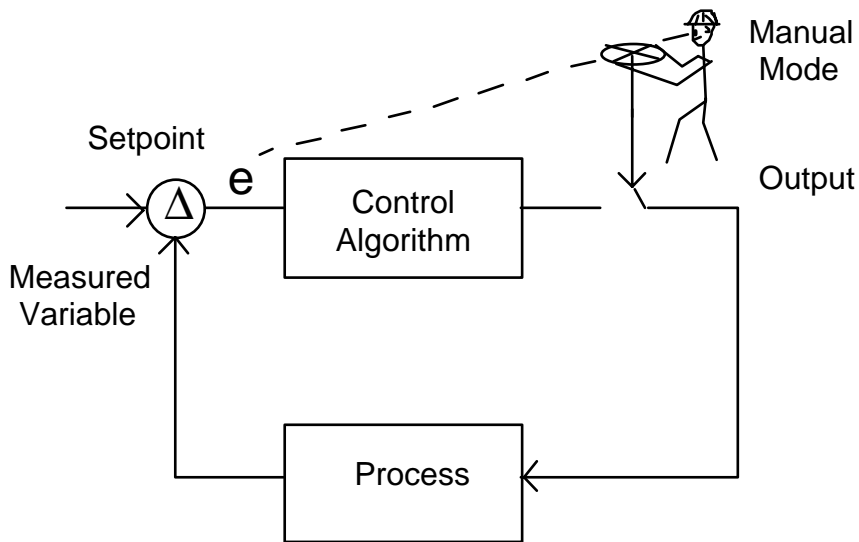 Manual
Mode
Setpoint
e
Control
Algorithm
Output
Δ
Measured
Variable
Process